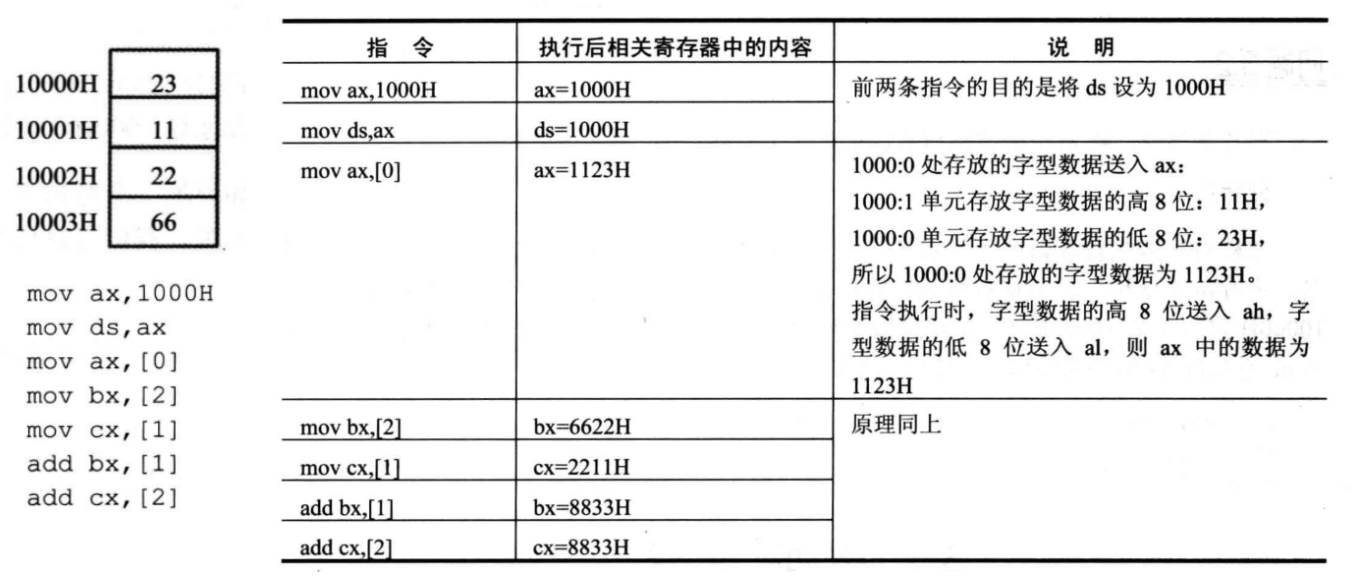 10000H 23
10001H 11
10002H 22
10003H 66
mov ax,1000H
mov ds,ax
mov ax,[0]
mov bx,[2]
mov cx,[1]
add bx,[1]
add cx,[2]
指 令 执行后相关寄存器中的内容 说 明
mov ax,1000H ax=1000H 前两条指令的目的是将 ds 设为 1000H
mov ds,ax ds=1000H
mov ax,[0] ax=1123H 1000:0 处存放的字型数据送入 ax：
1000:1 单元存放字型数据的高 8 位：11H，
1000:0 单元存放字型数据的低 8 位：23H，
所以 1000:0 处存放的字型数据为 1123H。
指令执行时，字型数据的高 8 位送入 ah，字
型数据的低 8 位送入 al，则 ax 中的数据为
1123H
mov bx,[2] bx=6622H 原理同上
mov cx,[1] cx=2211H
add bx,[1] bx=8833H
add cx,[2] cx=8833H